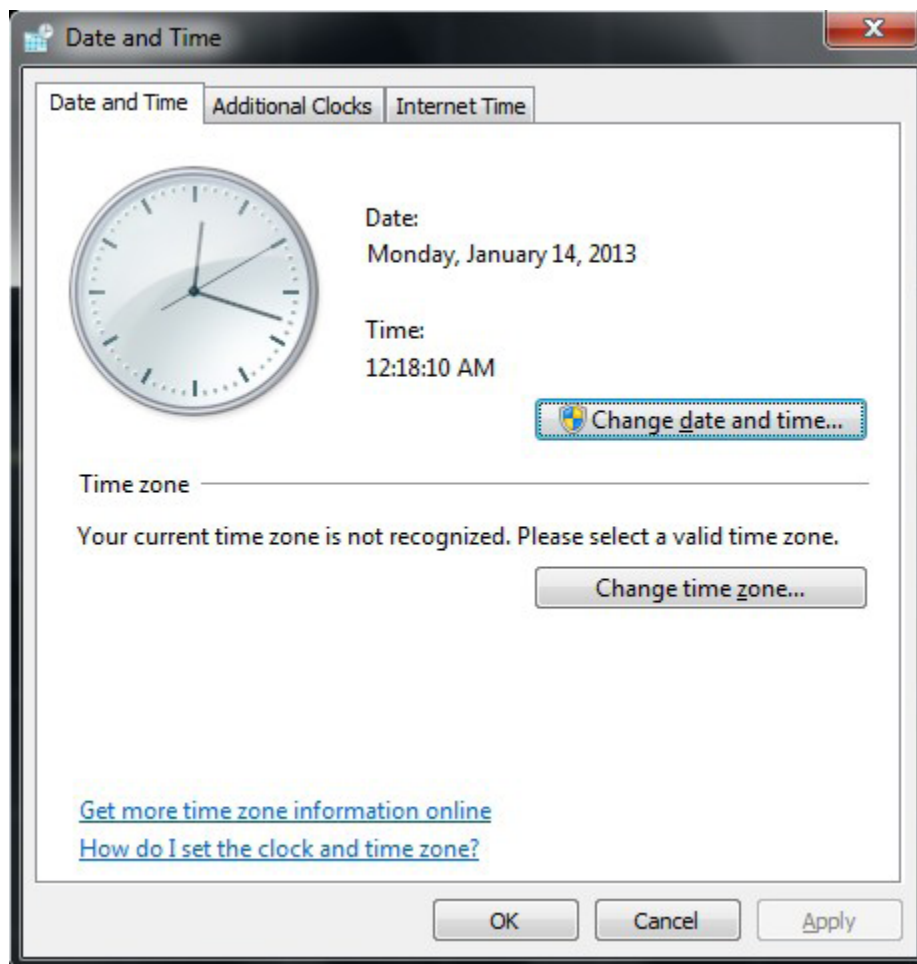 Date and Time
Date and Time Additional Clocks Internet Time
Date:
Monday, January 14, 2013
Time:
12:18:10 AM
Change date and time...
Time zone
Your current time zone is not recognized. Please select a valid time zone.
Change time zone...
Get more time zone information online
How do I set the clock and time zone?
OK Cancel Apply